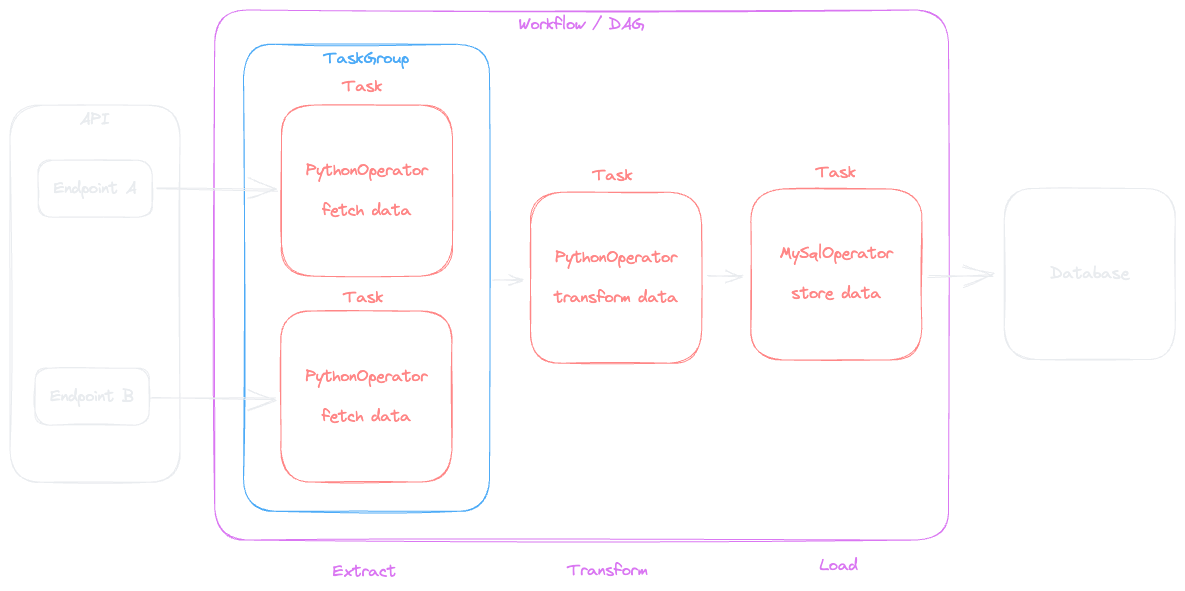 Workflow / DAG
TaskGroup
Task
API
Endpoint A
PythonOperator
fetch data
Task
PythonOperator
transform data
Task
MySqlOperator
store data
Database
Task
Endpoint B
PythonOperator
fetch data
Extract
Transform
Load